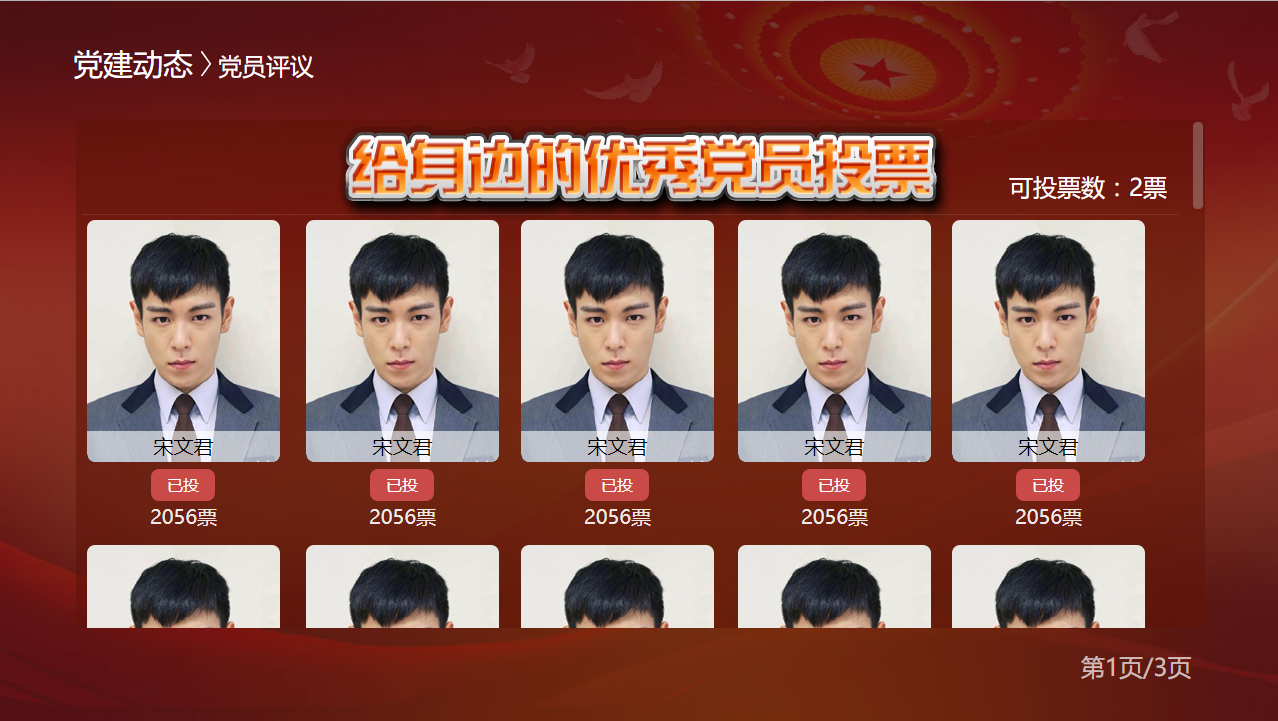 党建动态 〉党员评议
给身边的优秀党员投票
可投票数：2票
宋文君 宋文君 宋文君 宋文君 宋文君
已投 已投 已投 已投 已投
2056票 2056票 2056票 2056票 2056票
第1页/3页